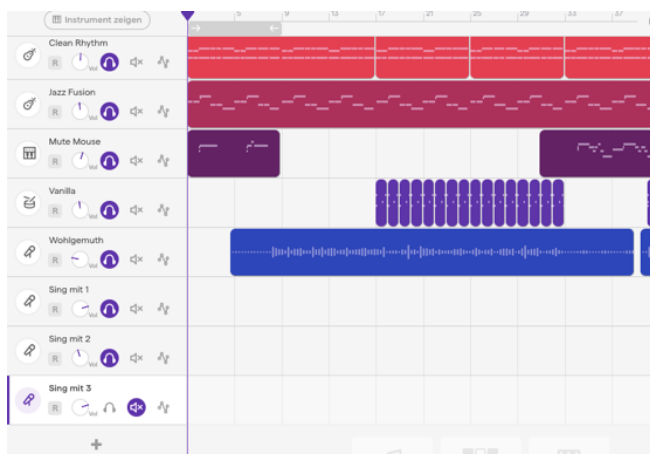 Instrument zeigen
5 9 13 17 21 25 29 33 37
Clean Rhythm
R Vol
Jazz Fusion
R Vol
Mute Mouse
R Vol
Vanilla
R Vol
Wohlgemuth
R Vol
Sing mit 1
R Vol
Sing mit 2
R Vol
Sing mit 3
R Vol
+